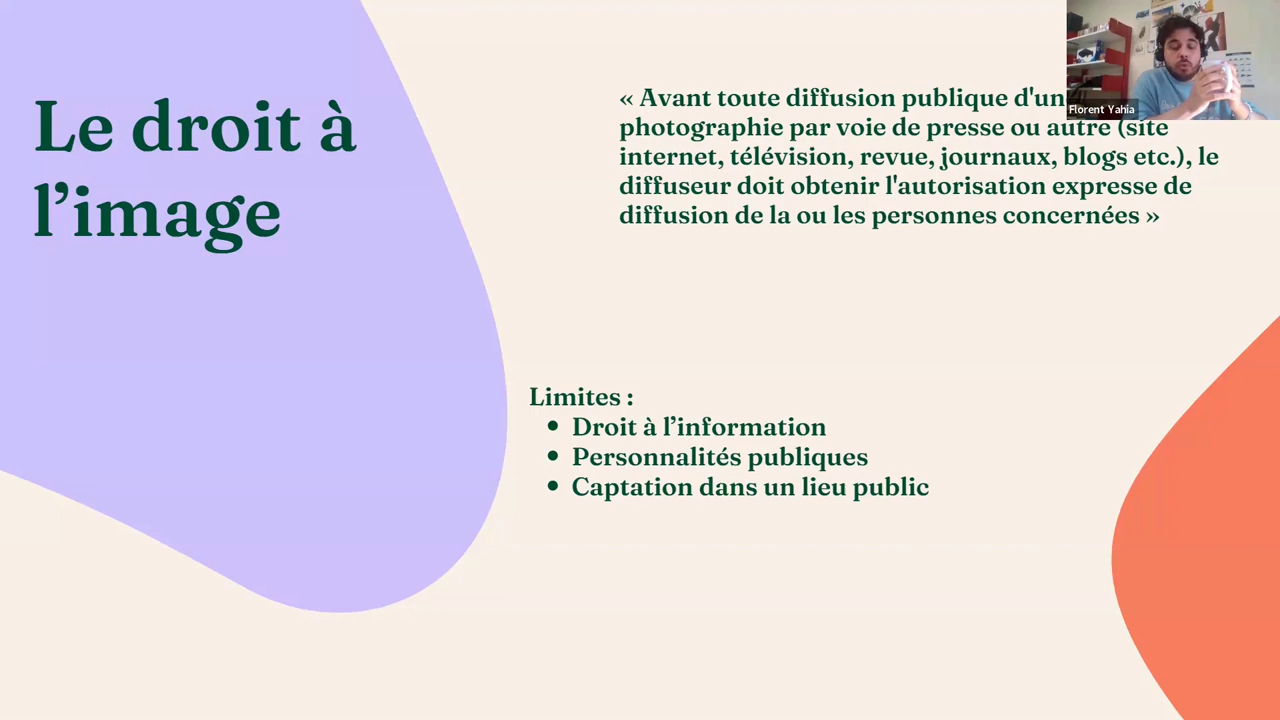 Le droit à
l’image
« Avant toute diffusion publique d'un
photographie par voie de presse ou autre (site
internet, télévision, revue, journaux, blogs etc.), le
diffuseur doit obtenir l'autorisation expresse de
diffusion de la ou les personnes concernées »
Florent Yahia
Limites :
• Droit à l’information
• Personnalités publiques
• Captation dans un lieu public